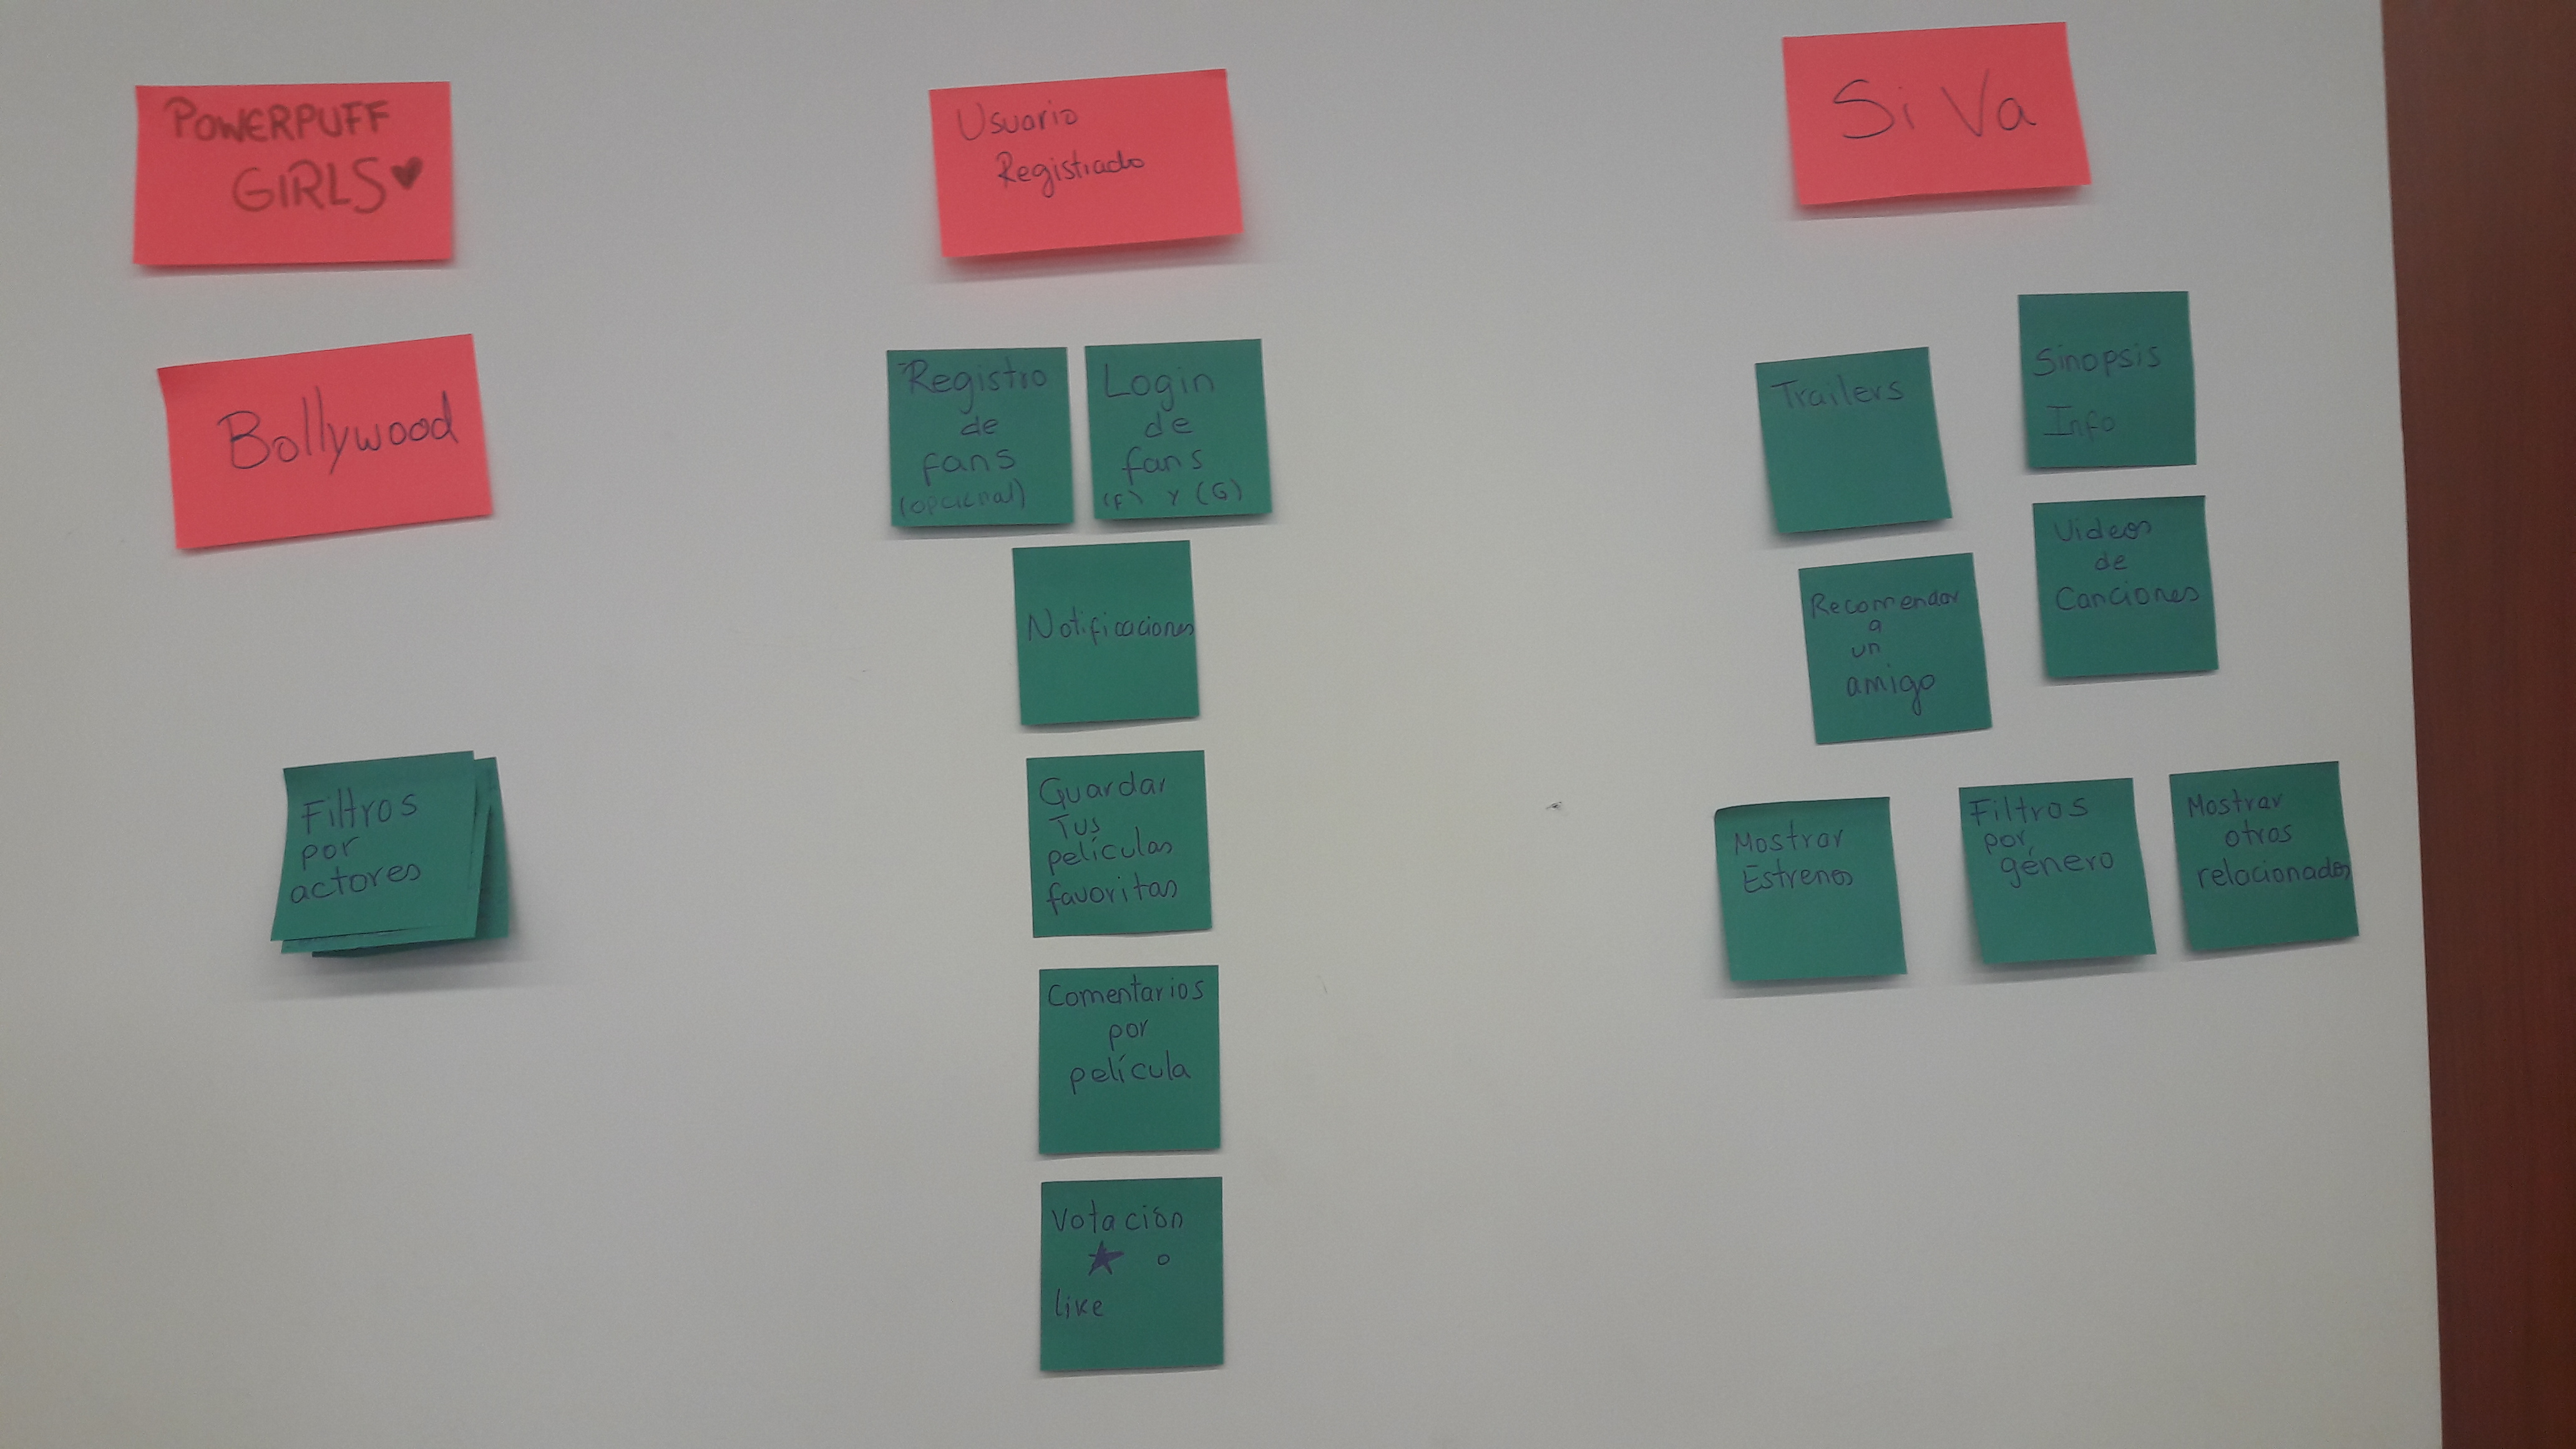 POWERPUFF
GIRLS♥
Bollywood
Filtros
por
actores
Usuario
Registrado
Registro
de
fans
(opcional)
Login
de
fans
(F) y (G)
Notificaciones
Guardar
Tus
películas
favoritas
Comentarios
por
película
Votación
★ o
like
Si Va
Trailers
Sinopsis
Info
Recomendar
a
un
amigo
Videos
de
Canciones
Mostrar
Estrenos
Filtros
por
género
Mostrar
otros
relacionados